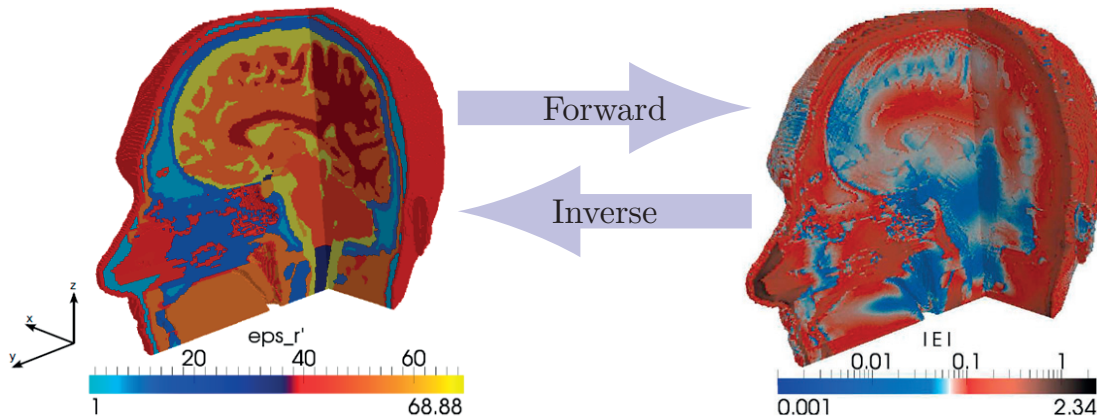 Forward
Inverse
z
x
y
eps_r'
20 40 60
1 68.88
|E|
0.01 0.1 1
0.001 2.34